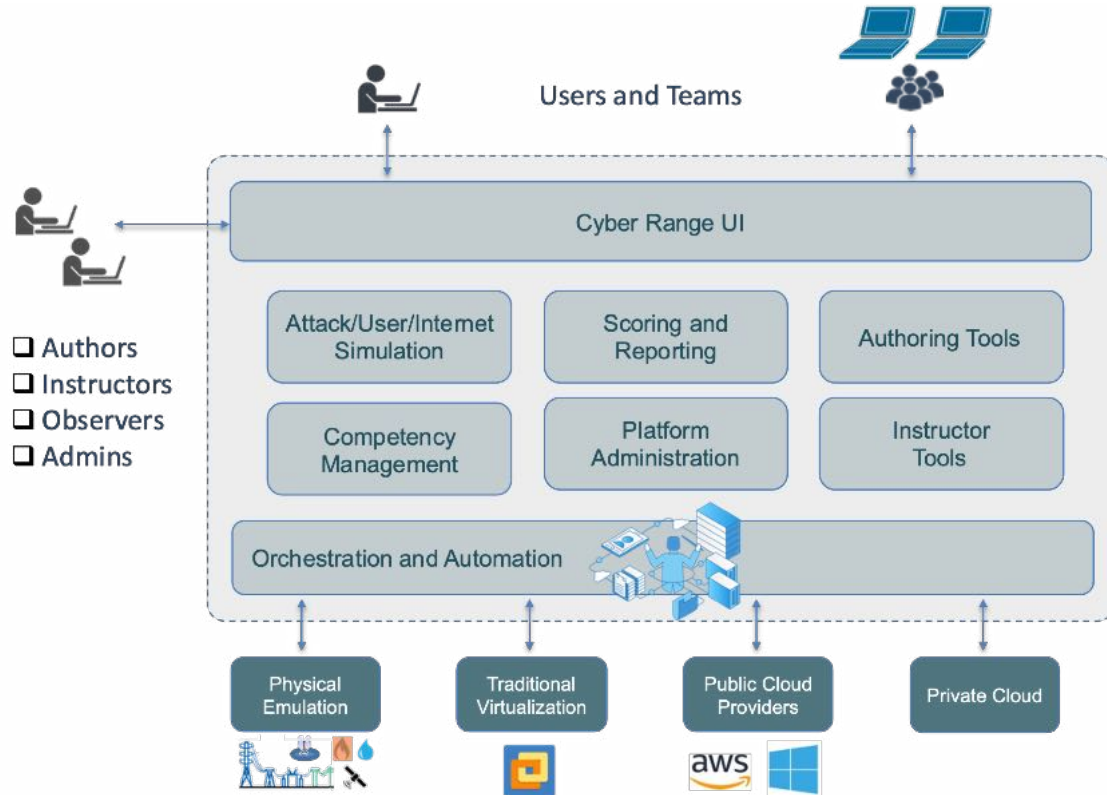 Users and Teams
Cyber Range UI
Attack/User/Internet
Simulation
Scoring and
Reporting
Authoring Tools
Authors
Instructors
Observers
Admins
Competency
Management
Platform
Administration
Instructor
Tools
Orchestration and Automation
Physical
Emulation
Traditional
Virtualization
Public Cloud
Providers
Private Cloud
aws